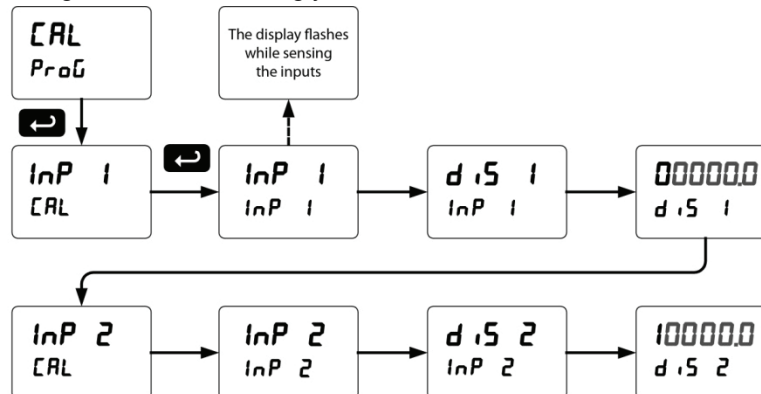 CAL
ProG
The display flashes
while sensing
the inputs
InP 1
CAL
InP 1
InP 1
diS 1
InP 1
00000.0
diS 1
InP 2
CAL
InP 2
InP 2
diS 2
InP 2
10000.0
diS 2